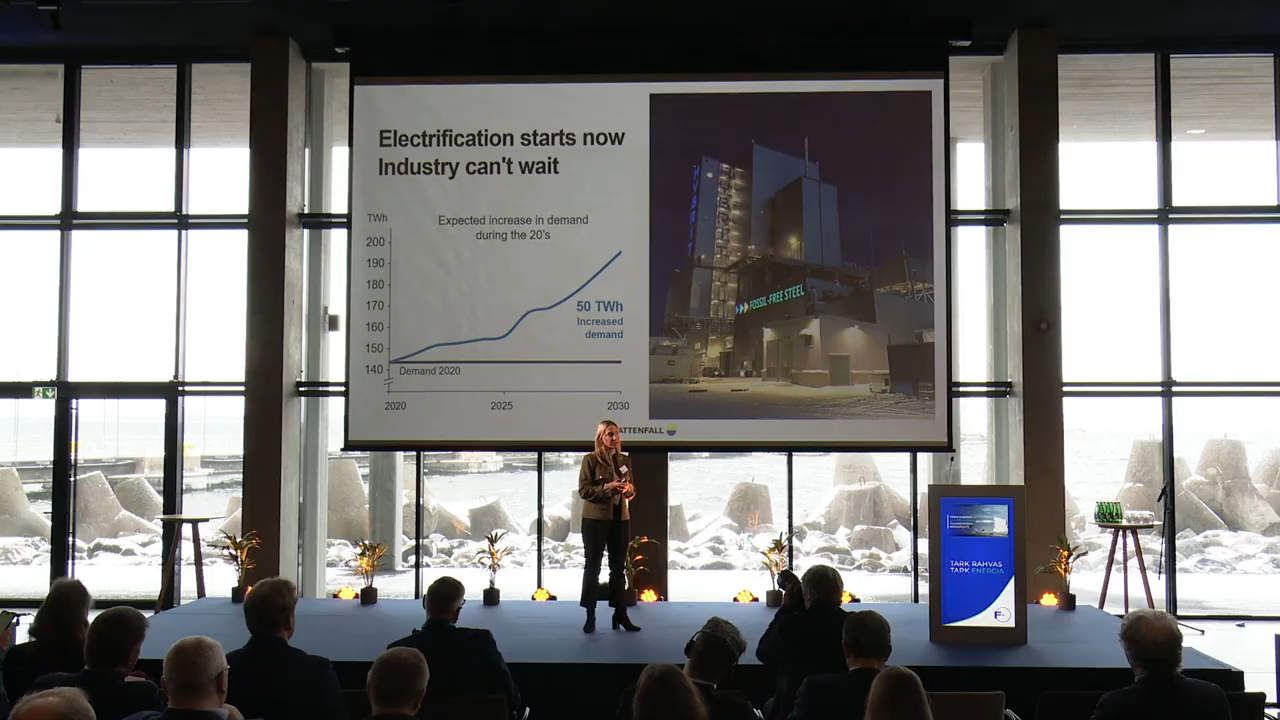 Electrification starts now
Industry can't wait
TWh
Expected increase in demand
during the 20's
200
190
180
170
160
150
140
50 TWh
Increased
demand
Demand 2020
2020
2025
2030
HYBRIT
FOSSIL-FREE STEEL
ATTENFALL
TARK RAHVAS
TARK ENERGIA